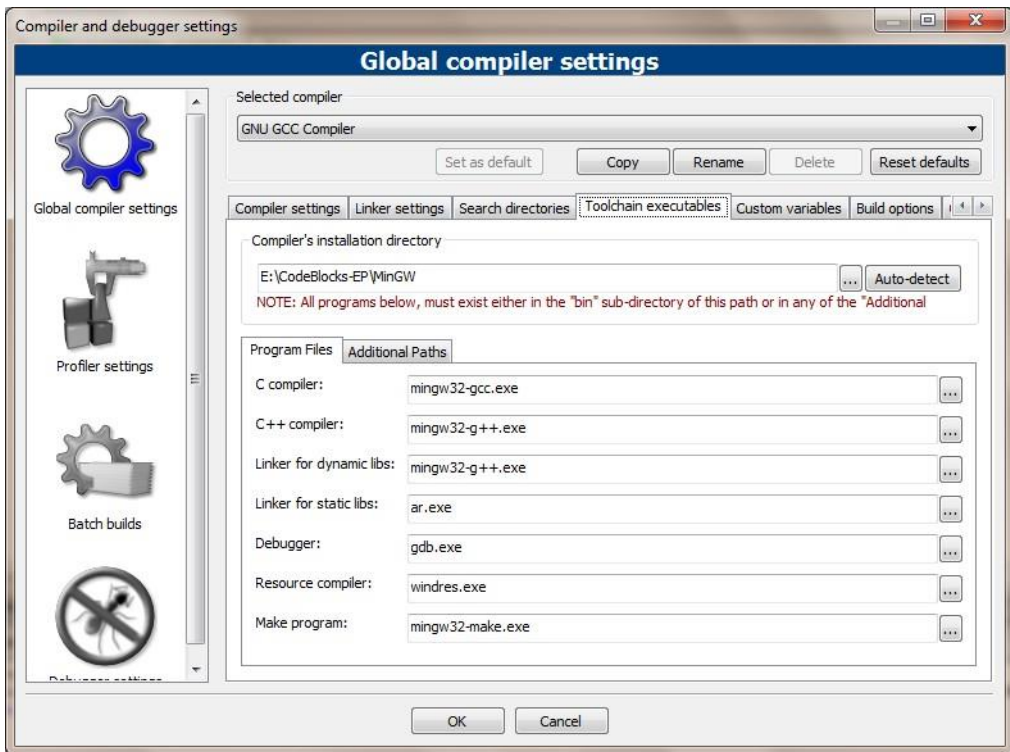 Compiler and debugger settings
Global compiler settings
Global compiler settings
Profiler settings
Batch builds
Debugger settings
Selected compiler
GNU GCC Compiler
Set as default
Copy
Rename
Delete
Reset defaults
Compiler settings
Linker settings
Search directories
Toolchain executables
Custom variables
Build options
Compiler's installation directory
E:\CodeBlocks-EP\MinGW
...
Auto-detect
NOTE: All programs below, must exist either in the "bin" sub-directory of this path or in any of the "Additional
Program Files
Additional Paths
C compiler:
mingw32-gcc.exe
...
C++ compiler:
mingw32-g++.exe
...
Linker for dynamic libs:
mingw32-g++.exe
...
Linker for static libs:
ar.exe
...
Debugger:
gdb.exe
...
Resource compiler:
windres.exe
...
Make program:
mingw32-make.exe
...
OK
Cancel